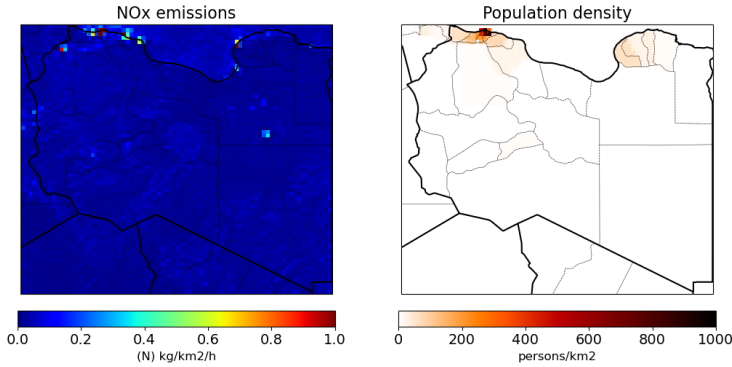 NOx emissions
Population density
0.0 0.2 0.4 0.6 0.8 1.0
(N) kg/km2/h
0 200 400 600 800 1000
persons/km2